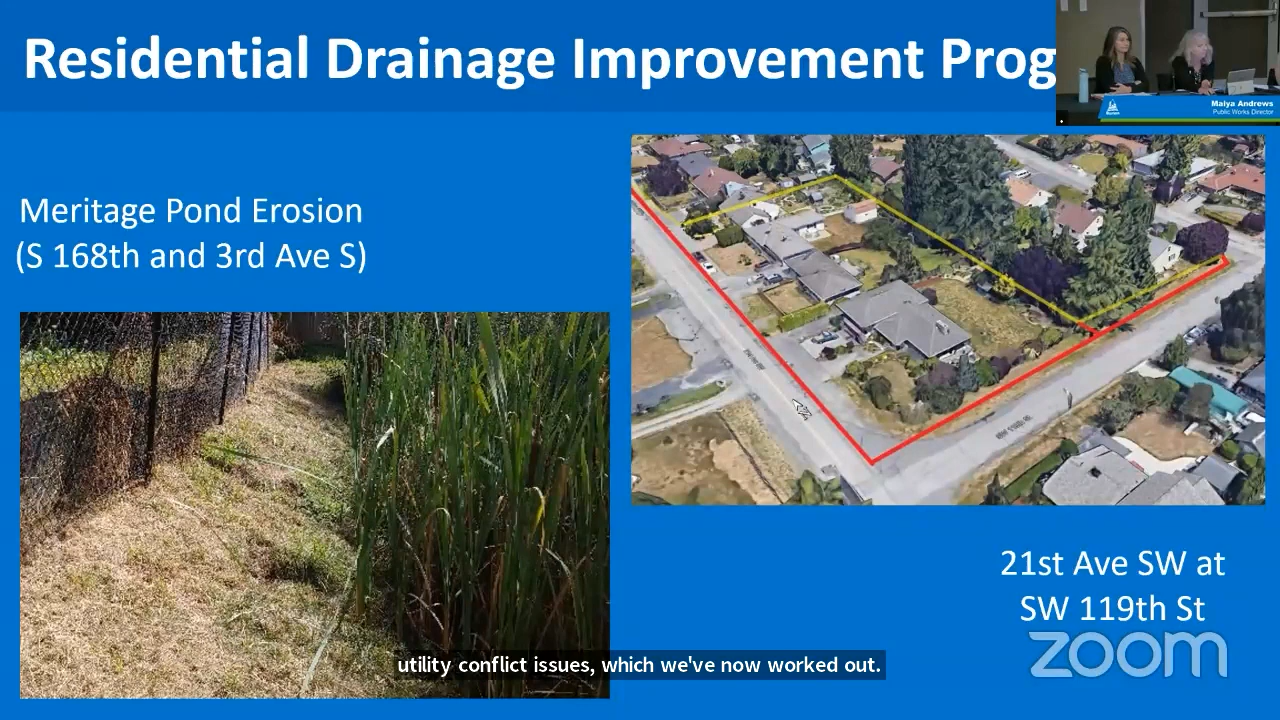 Residential Drainage Improvement Prog
Maiya Andrews
Public Works Director
Meritage Pond Erosion
(S 168th and 3rd Ave S)
21st Ave SW at
SW 119th St
zoom
utility conflict issues, which we've now worked out.